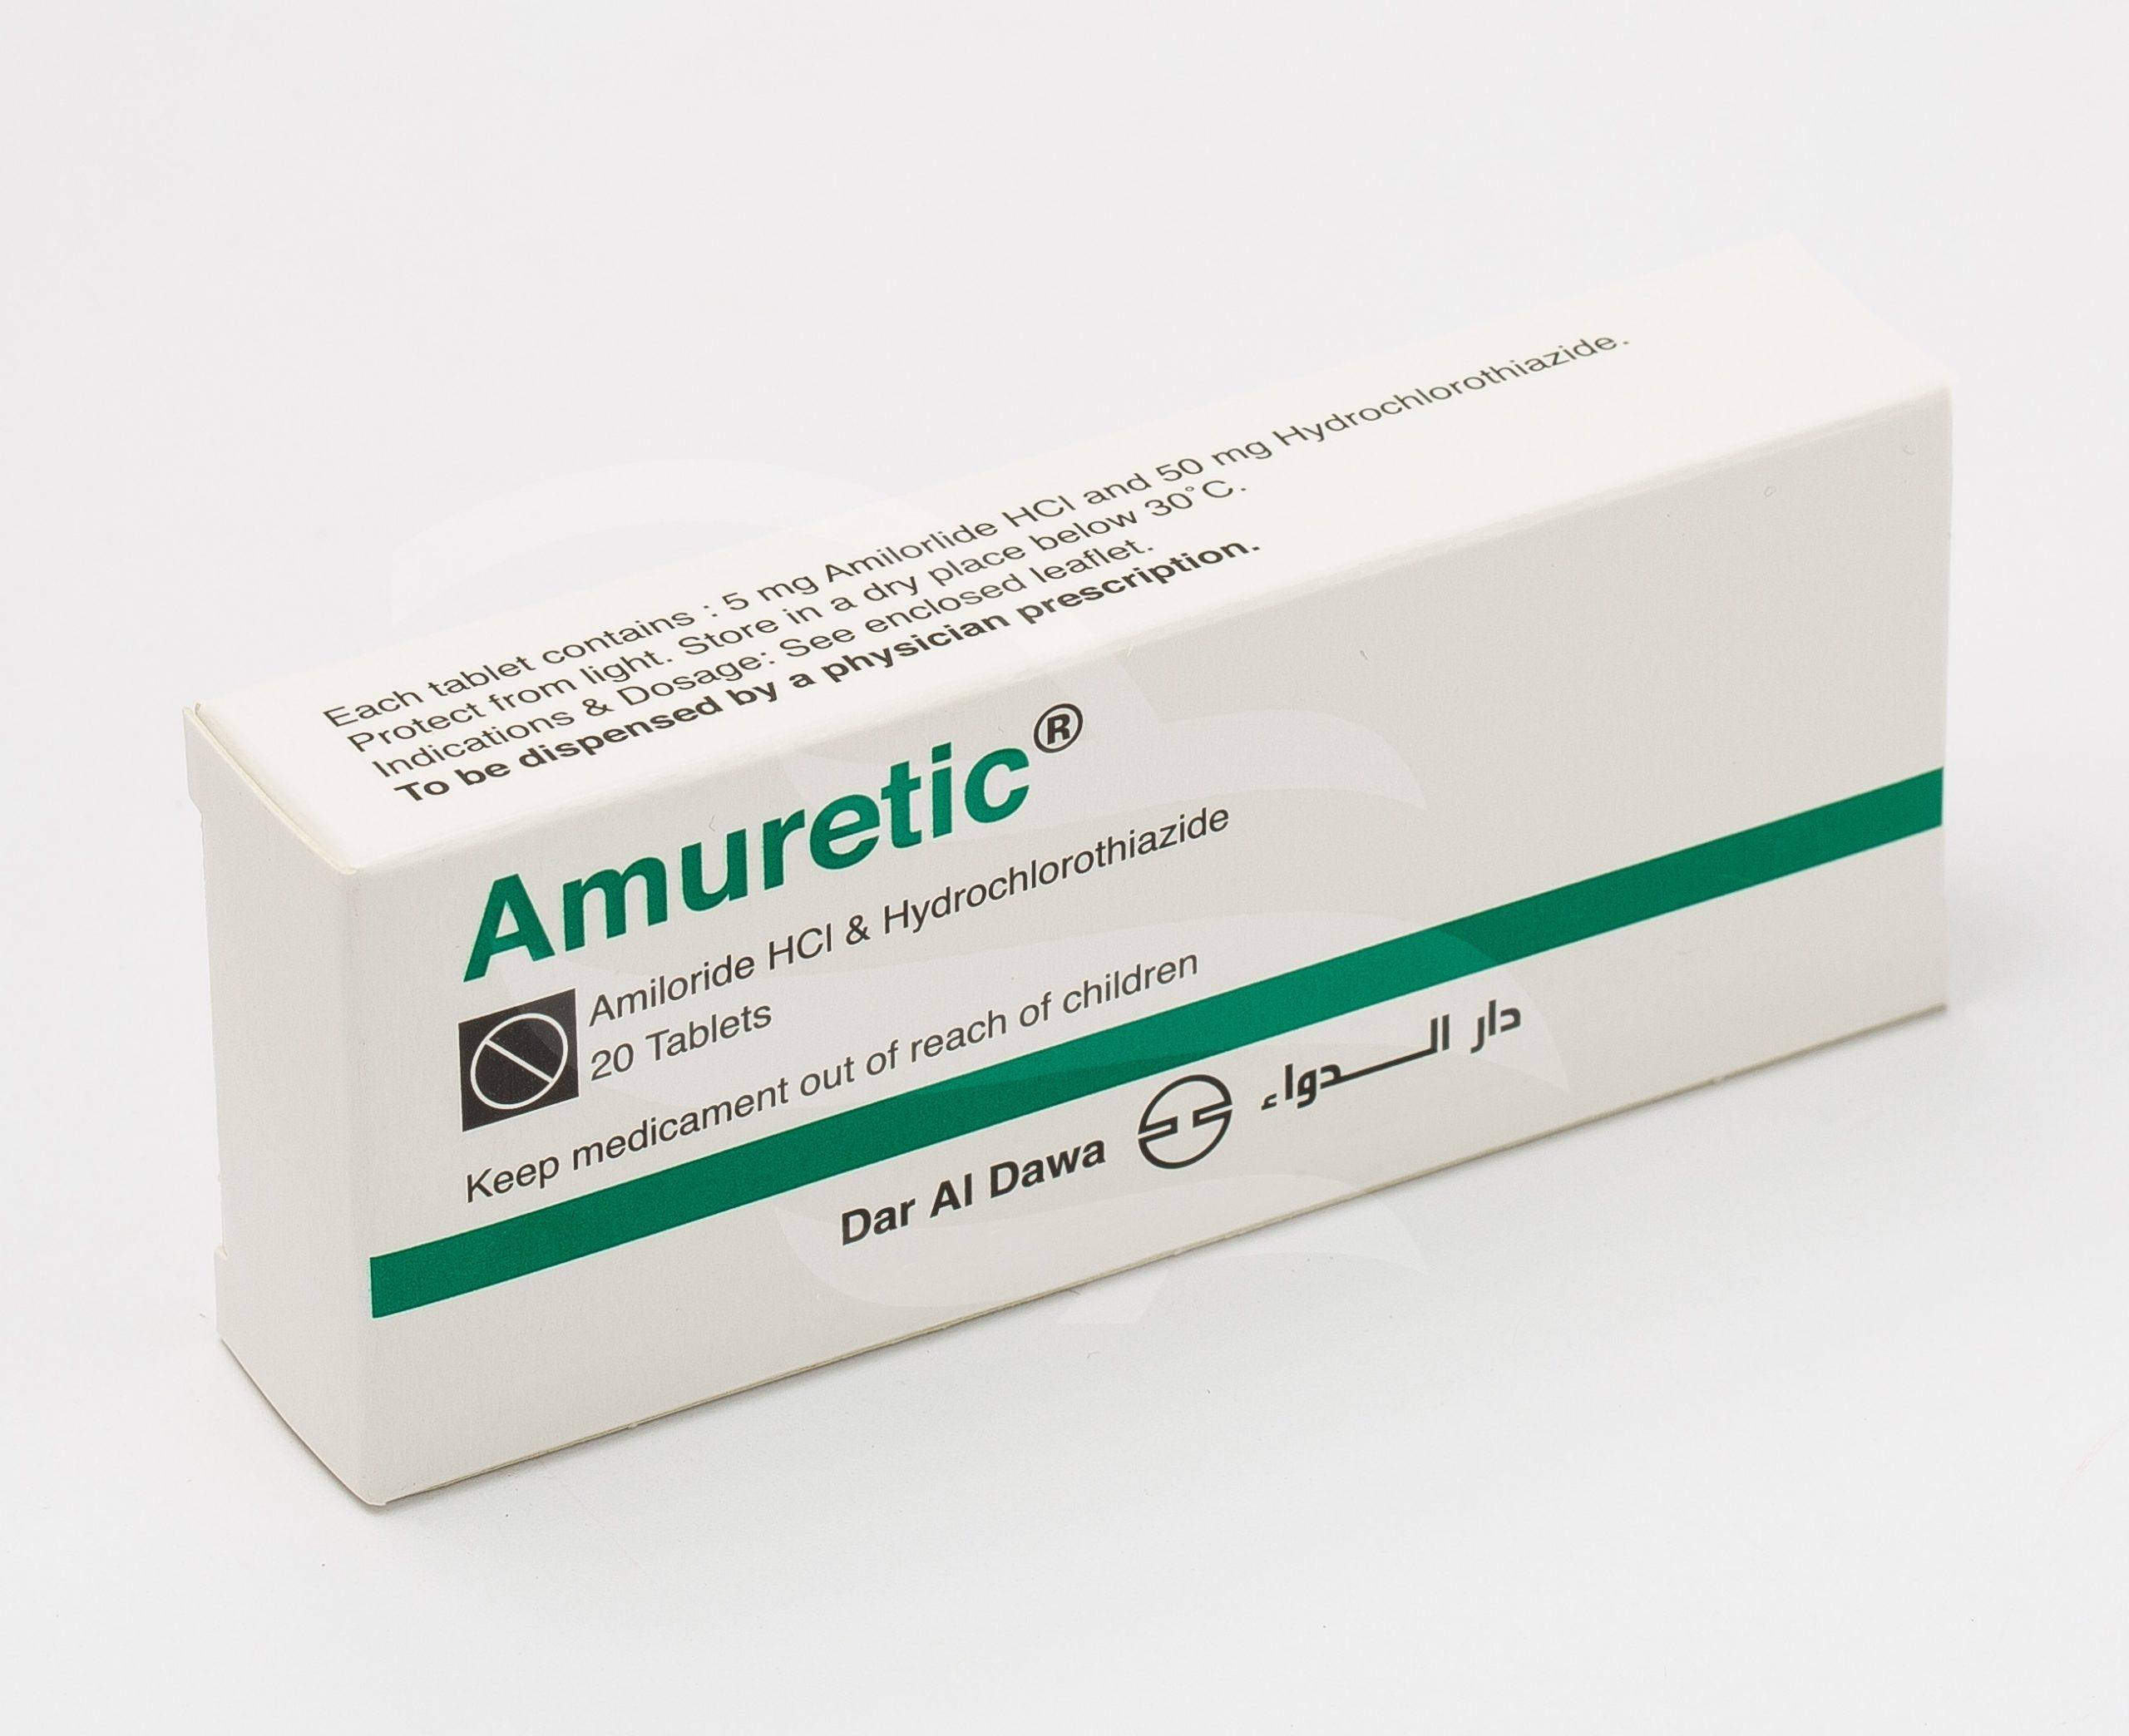 Each tablet contains : 5 mg Amilorlide HCl and 50 mg Hydrochlorothiazide.
Protect from light. Store in a dry place below 30°C.
Indications & Dosage: See enclosed leaflet.
To be dispensed by a physician prescription.
Amuretic®
Amiloride HCl & Hydrochlorothiazide
20 Tablets
Keep medicament out of reach of children
Dar Al Dawa دار الـــدواء